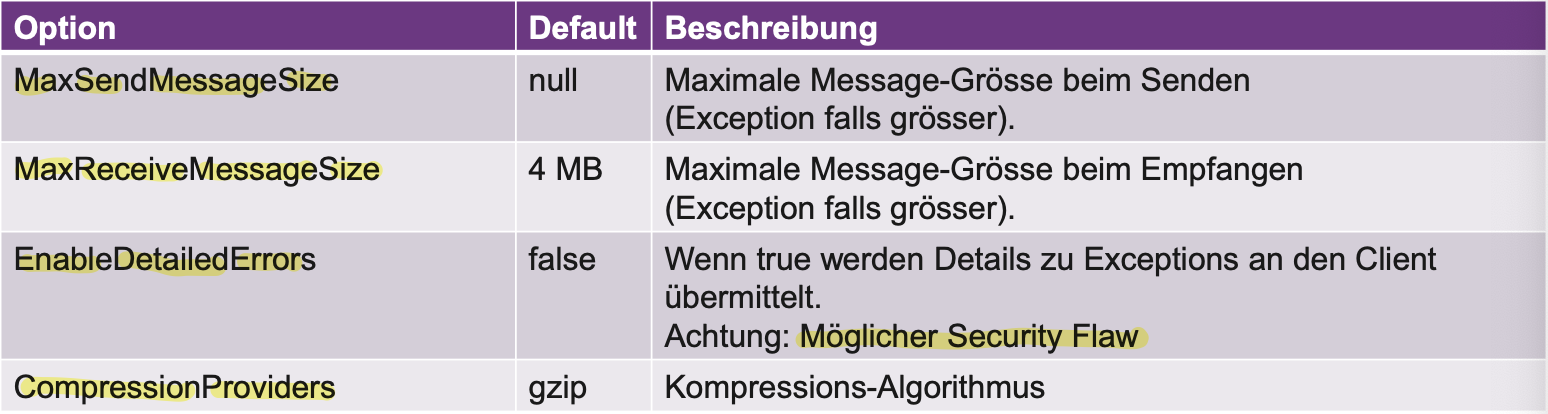 Option Default Beschreibung
MaxSendMessageSize null Maximale Message-Grösse beim Senden
(Exception falls grösser).
MaxReceiveMessageSize 4 MB Maximale Message-Grösse beim Empfangen
(Exception falls grösser).
EnableDetailedErrors false Wenn true werden Details zu Exceptions an den Client
übermittelt.
Achtung: Möglicher Security Flaw
CompressionProviders gzip Kompressions-Algorithmus